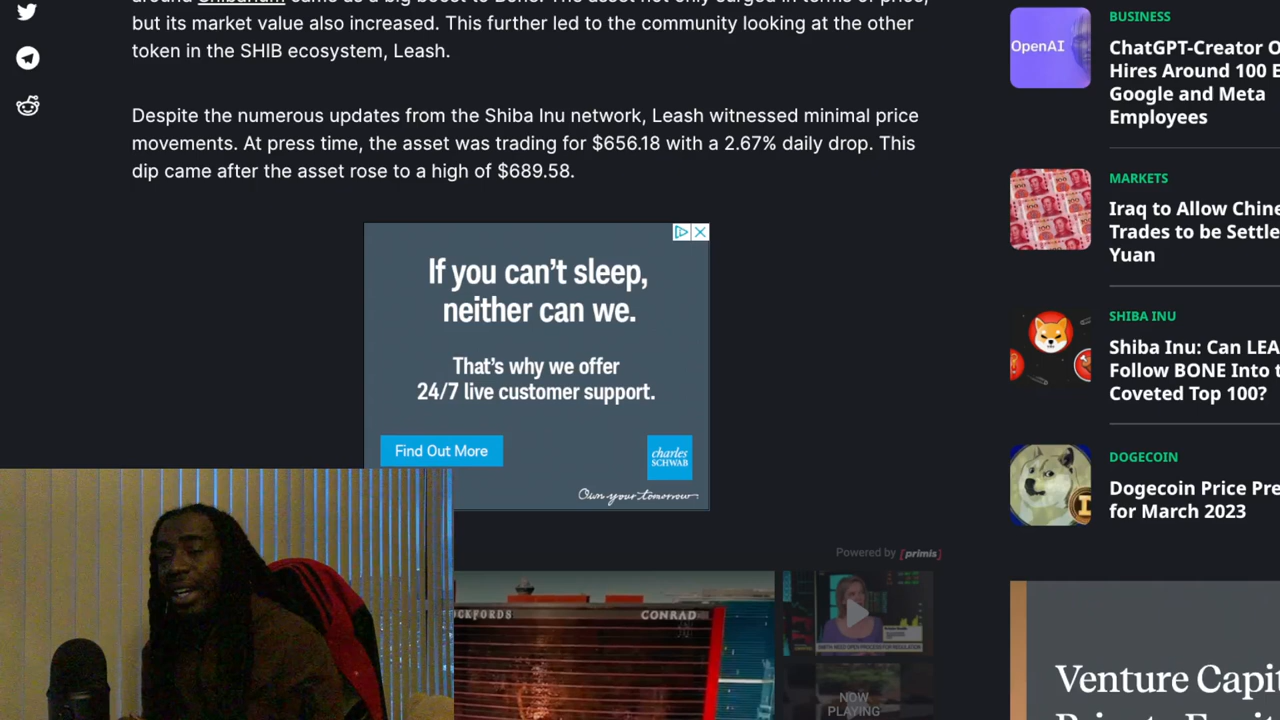 but its market value also increased. This further led to the community looking at the other
token in the SHIB ecosystem, Leash.
Despite the numerous updates from the Shiba Inu network, Leash witnessed minimal price
movements. At press time, the asset was trading for $656.18 with a 2.67% daily drop. This
dip came after the asset rose to a high of $689.58.
If you can't sleep,
neither can we.
That's why we offer
24/7 live customer support.
Find Out More
charles
SCHWAB
Own your tomorrow
Powered by [primis]
CKFORDS
CONRAD
NOW
PLAYING
BUSINESS
OpenAI
ChatGPT-Creator O
Hires Around 100 E
Google and Meta
Employees
MARKETS
Iraq to Allow Chine
Trades to be Settle
Yuan
SHIBA INU
Shiba Inu: Can LEA
Follow BONE Into t
Coveted Top 100?
DOGECOIN
Dogecoin Price Pre
for March 2023
Venture Capit